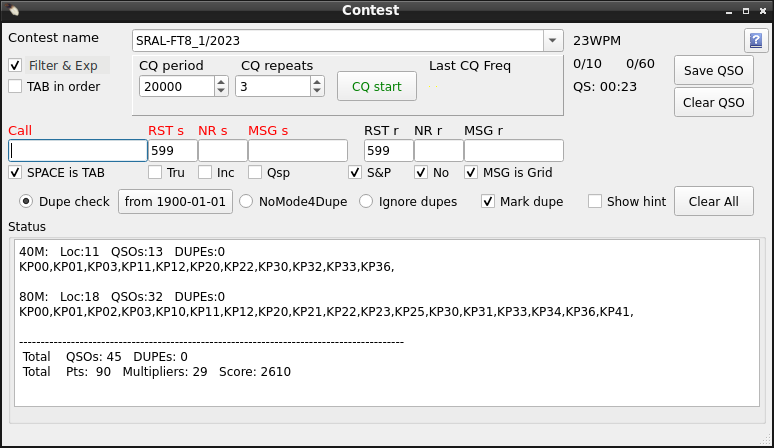 Contest
Contest name
SRAL-FT8_1/2023
23WPM
?
Filter & Exp
CQ period
CQ repeats
Last CQ Freq
0/10 0/60
Save QSO
TAB in order
20000
3
CQ start
QS: 00:23
Clear QSO
Call
RST s
NR s
MSG s
RST r
NR r
MSG r
599
599
SPACE is TAB
Tru
Inc
Qsp
S&P
No
MSG is Grid
Dupe check
from 1900-01-01
NoMode4Dupe
Ignore dupes
Mark dupe
Show hint
Clear All
Status
40M: Loc:11 QSOs:13 DUPEs:0
KP00,KP01,KP03,KP11,KP12,KP20,KP22,KP30,KP32,KP33,KP36,
80M: Loc:18 QSOs:32 DUPEs:0
KP00,KP01,KP02,KP03,KP10,KP11,KP12,KP20,KP21,KP22,KP23,KP25,KP30,KP31,KP33,KP34,KP36,KP41,
-----------------------------------------------------------------------------------------
Total QSOs: 45 DUPEs: 0
Total Pts: 90 Multipliers: 29 Score: 2610